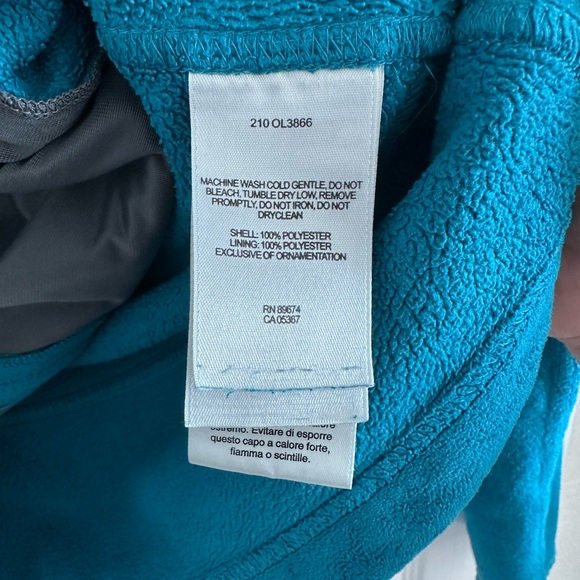 210 OL3866
MACHINE WASH COLD GENTLE, DO NOT
BLEACH, TUMBLE DRY LOW, REMOVE
PROMPTLY, DO NOT IRON, DO NOT
DRYCLEAN
SHELL: 100% POLYESTER
LINING: 100% POLYESTER
EXCLUSIVE OF ORNAMENTATION
RN 89674
CA 05367
estremo. Evitare di esporre
questo capo a calore forte,
fiamma o scintille.